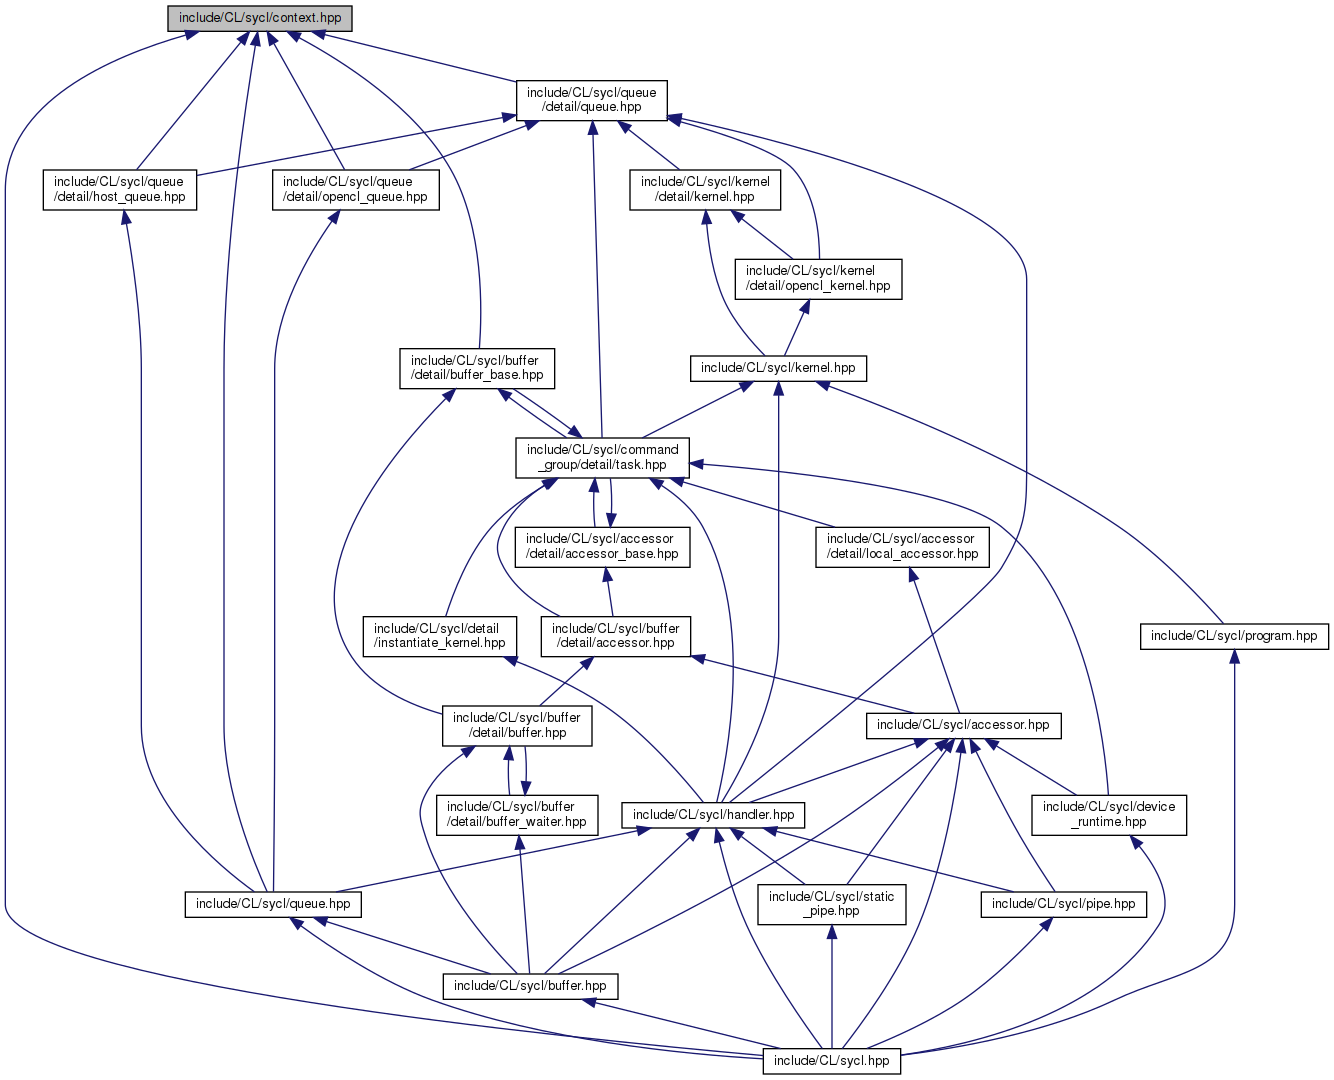 include/CL/sycl/context.hpp
include/CL/sycl/queue
/detail/queue.hpp
include/CL/sycl/queue
/detail/host_queue.hpp
include/CL/sycl/queue
/detail/opencl_queue.hpp
include/CL/sycl/kernel
/detail/kernel.hpp
include/CL/sycl/kernel
/detail/opencl_kernel.hpp
include/CL/sycl/buffer
/detail/buffer_base.hpp
include/CL/sycl/kernel.hpp
include/CL/sycl/command
_group/detail/task.hpp
include/CL/sycl/accessor
/detail/accessor_base.hpp
include/CL/sycl/accessor
/detail/local_accessor.hpp
include/CL/sycl/detail
/instantiate_kernel.hpp
include/CL/sycl/buffer
/detail/accessor.hpp
include/CL/sycl/program.hpp
include/CL/sycl/buffer
/detail/buffer.hpp
include/CL/sycl/accessor.hpp
include/CL/sycl/buffer
/detail/buffer_waiter.hpp
include/CL/sycl/handler.hpp
include/CL/sycl/device
_runtime.hpp
include/CL/sycl/queue.hpp
include/CL/sycl/static
_pipe.hpp
include/CL/sycl/pipe.hpp
include/CL/sycl/buffer.hpp
include/CL/sycl.hpp